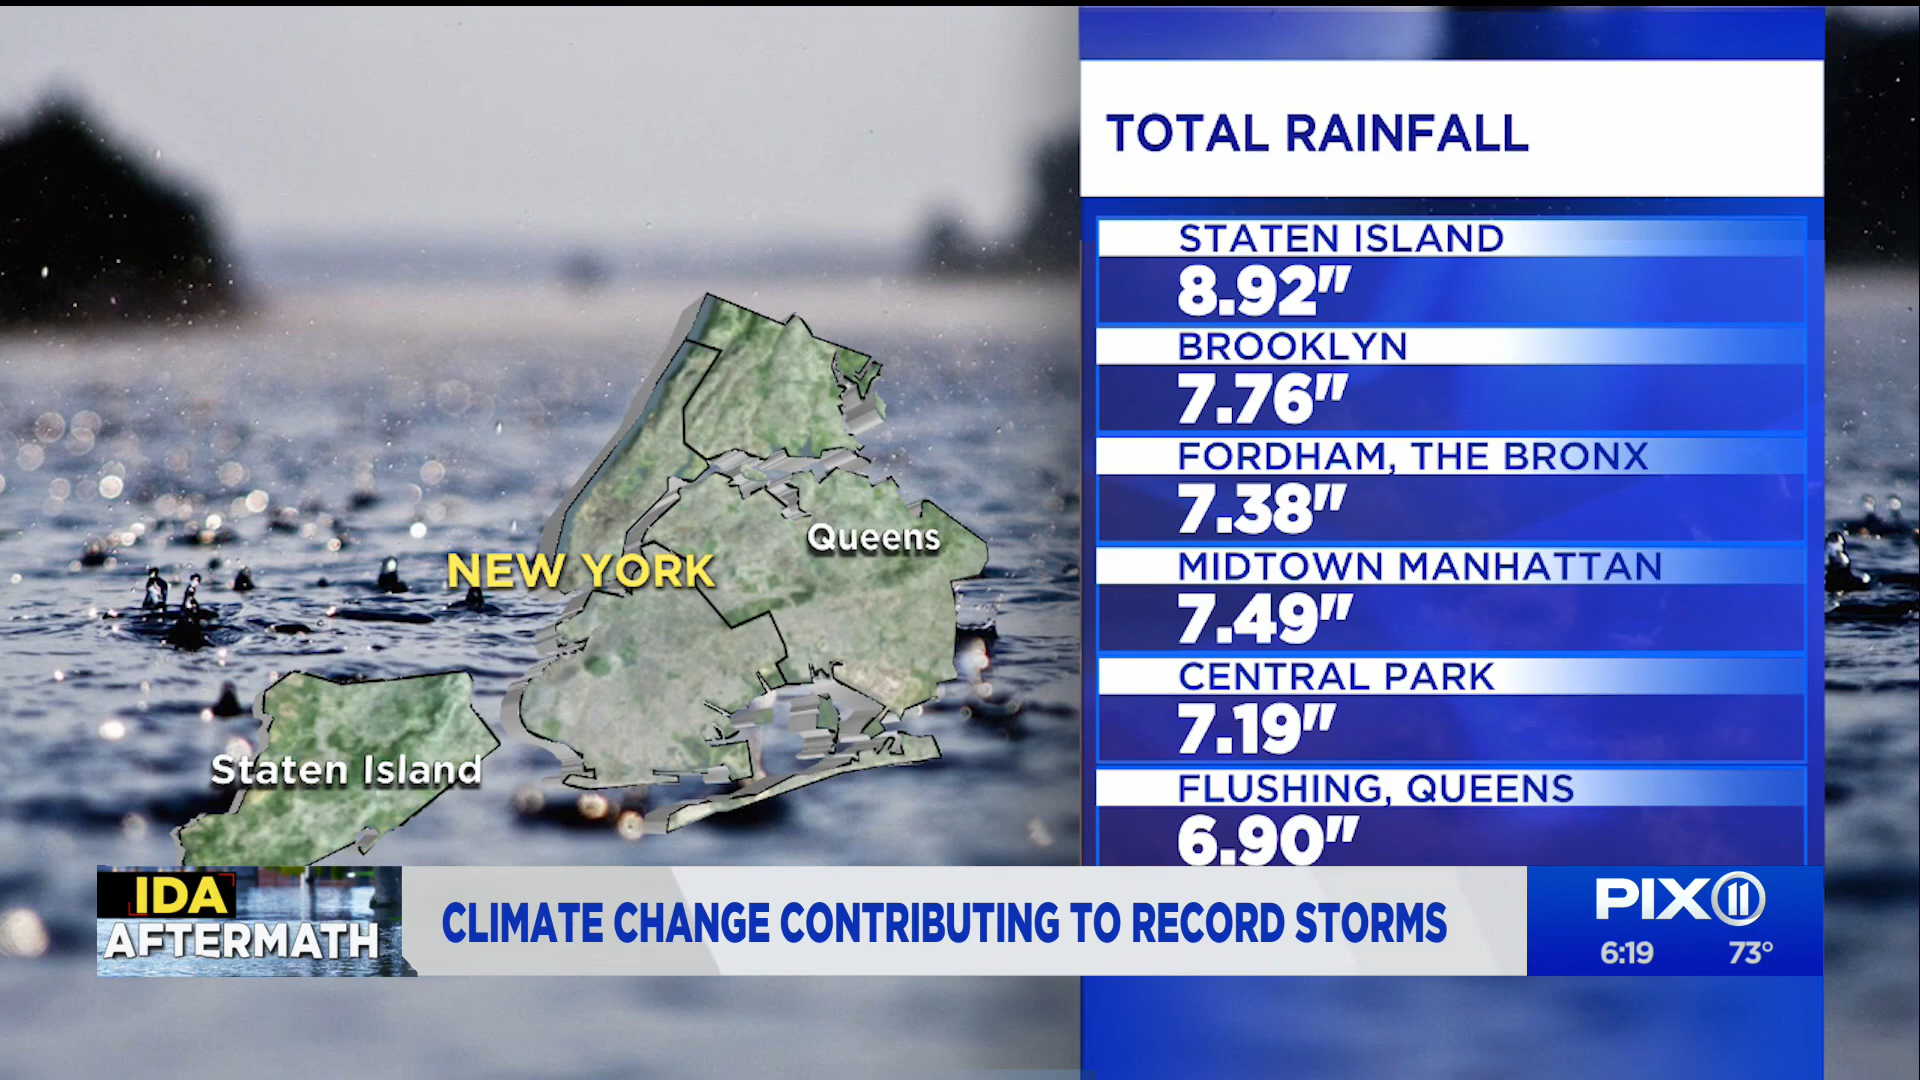 TOTAL RAINFALL
STATEN ISLAND
8.92"
BROOKLYN
7.76"
FORDHAM, THE BRONX
7.38"
MIDTOWN MANHATTAN
7.49"
CENTRAL PARK
7.19"
FLUSHING, QUEENS
6.90"
Queens
NEW YORK
Staten Island
IDA
AFTERMATH
CLIMATE CHANGE CONTRIBUTING TO RECORD STORMS
PIX 11
6:19 73°